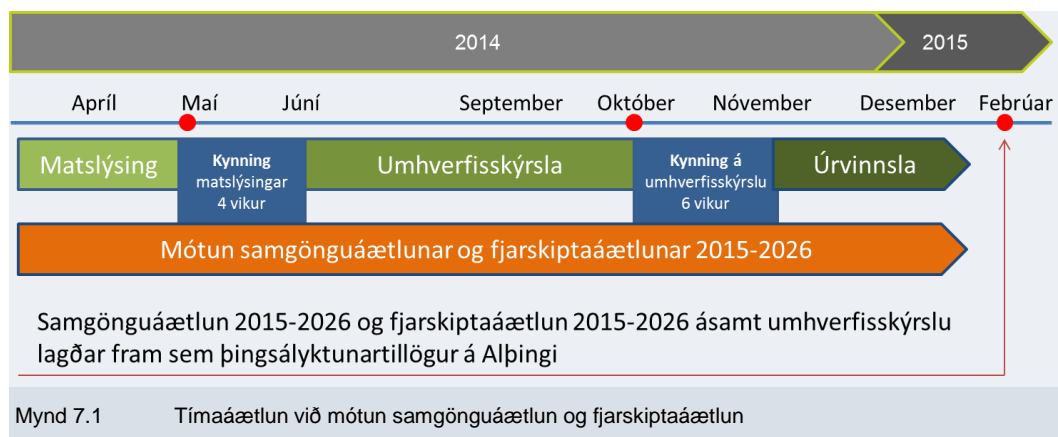 2014
2015
Apríl
Maí
Júní
September
Október
Nóvember
Desember
Febrúar
Matslýsing
Kynning
matslýsingar
4 vikur
Umhverfisskýrsla
Kynning á
umhverfisskýrslu
6 vikur
Úrvinnsla
Mótun samgönguáætlunar og fjarskiptaáætlunar 2015-2026
Samgönguáætlun 2015-2026 og fjarskiptaáætlun 2015-2026 ásamt umhverfisskýrslu
lagðar fram sem þingsályktunartillögur á Alþingi
Mynd 7.1 Tímaáætlun við mótun samgönguáætlun og fjarskiptaáætlun